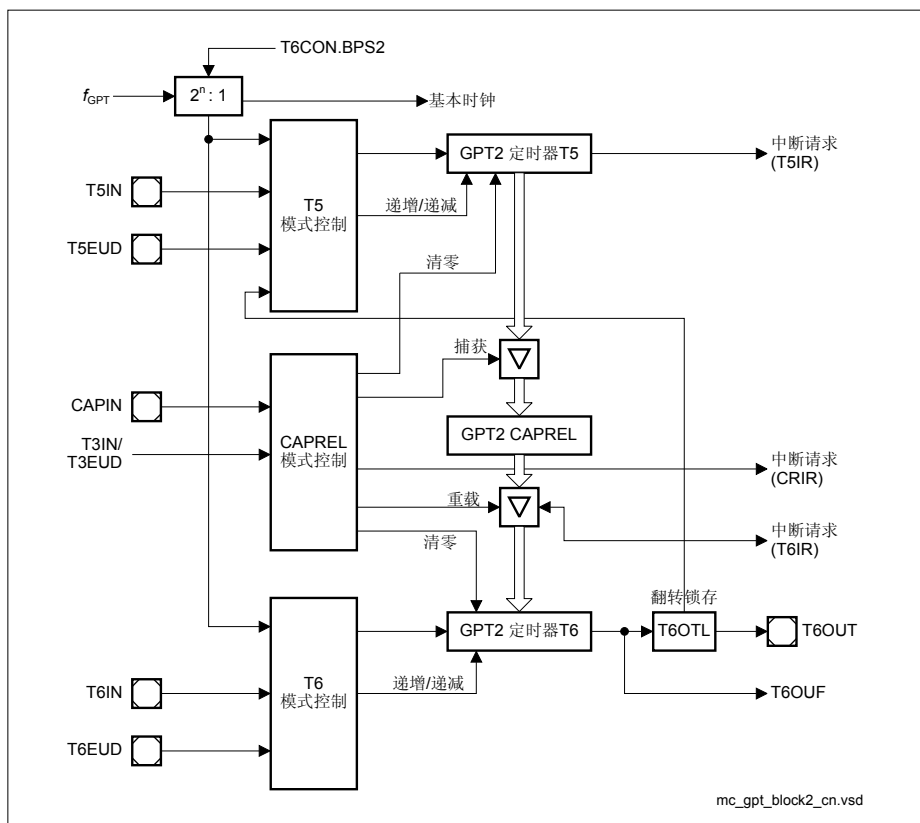 T6CON.BPS2
fGPT
2ⁿ : 1
基本时钟
T5IN
T5EUD
T5
模式控制
GPT2 定时器T5
中断请求
(T5IR)
递增/递减
清零
捕获
CAPIN
T3IN/
T3EUD
CAPREL
模式控制
GPT2 CAPREL
中断请求
(CRIR)
重载
中断请求
(T6IR)
清零
翻转锁存
GPT2 定时器T6
T6OTL
T6OUT
T6IN
T6EUD
T6
模式控制
递增/递减
T6OUF
mc_gpt_block2_cn.vsd